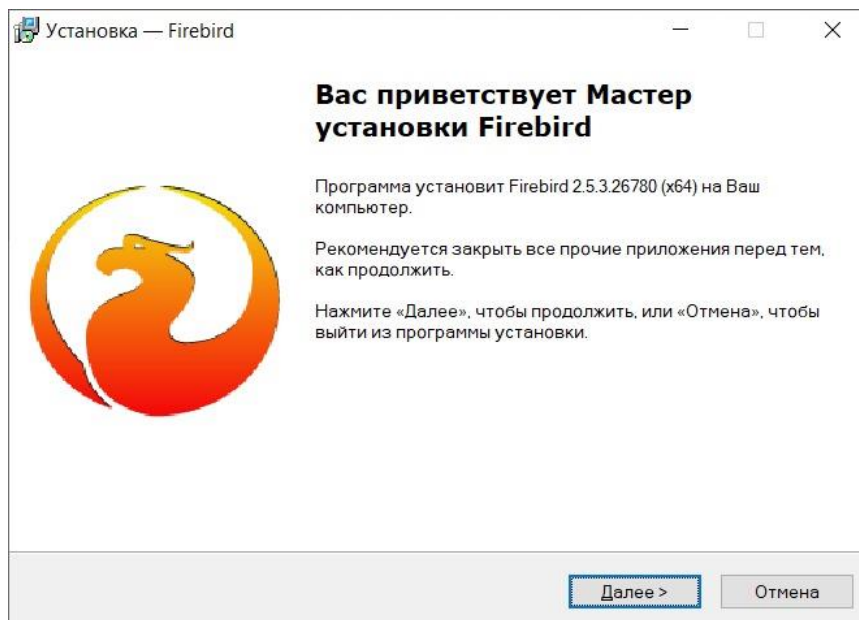 Установка — Firebird
Вас приветствует Мастер
установки Firebird
Программа установит Firebird 2.5.3.26780 (x64) на Ваш
компьютер.
Рекомендуется закрыть все прочие приложения перед тем,
как продолжить.
Нажмите «Далее», чтобы продолжить, или «Отмена», чтобы
выйти из программы установки.
Далее >
Отмена